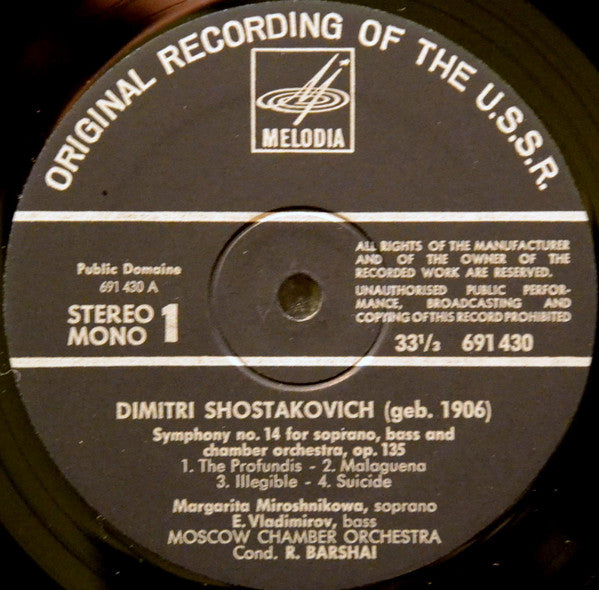 ORIGINAL RECORDING OF THE U.S.S.R.
MELODIA
Public Domaine
691 430 A
STEREO 1
MONO
ALL RIGHTS OF THE MANUFACTURER
AND OF THE OWNER OF THE
RECORDED WORK ARE RESERVED.
UNAUTHORISED PUBLIC PERFOR-
MANCE, BROADCASTING AND
COPYING OF THIS RECORD PROHIBITED
33 1/3 691 430
DIMITRI SHOSTAKOVICH (geb. 1906)
Symphony no. 14 for soprano, bass and
chamber orchestra, op. 135
1. The Profundis - 2. Malaguena
3. Illegible - 4. Suicide
Margarita Miroshnikowa, soprano
E. Vladimirov, bass
MOSCOW CHAMBER ORCHESTRA
Cond. R. BARSHAI